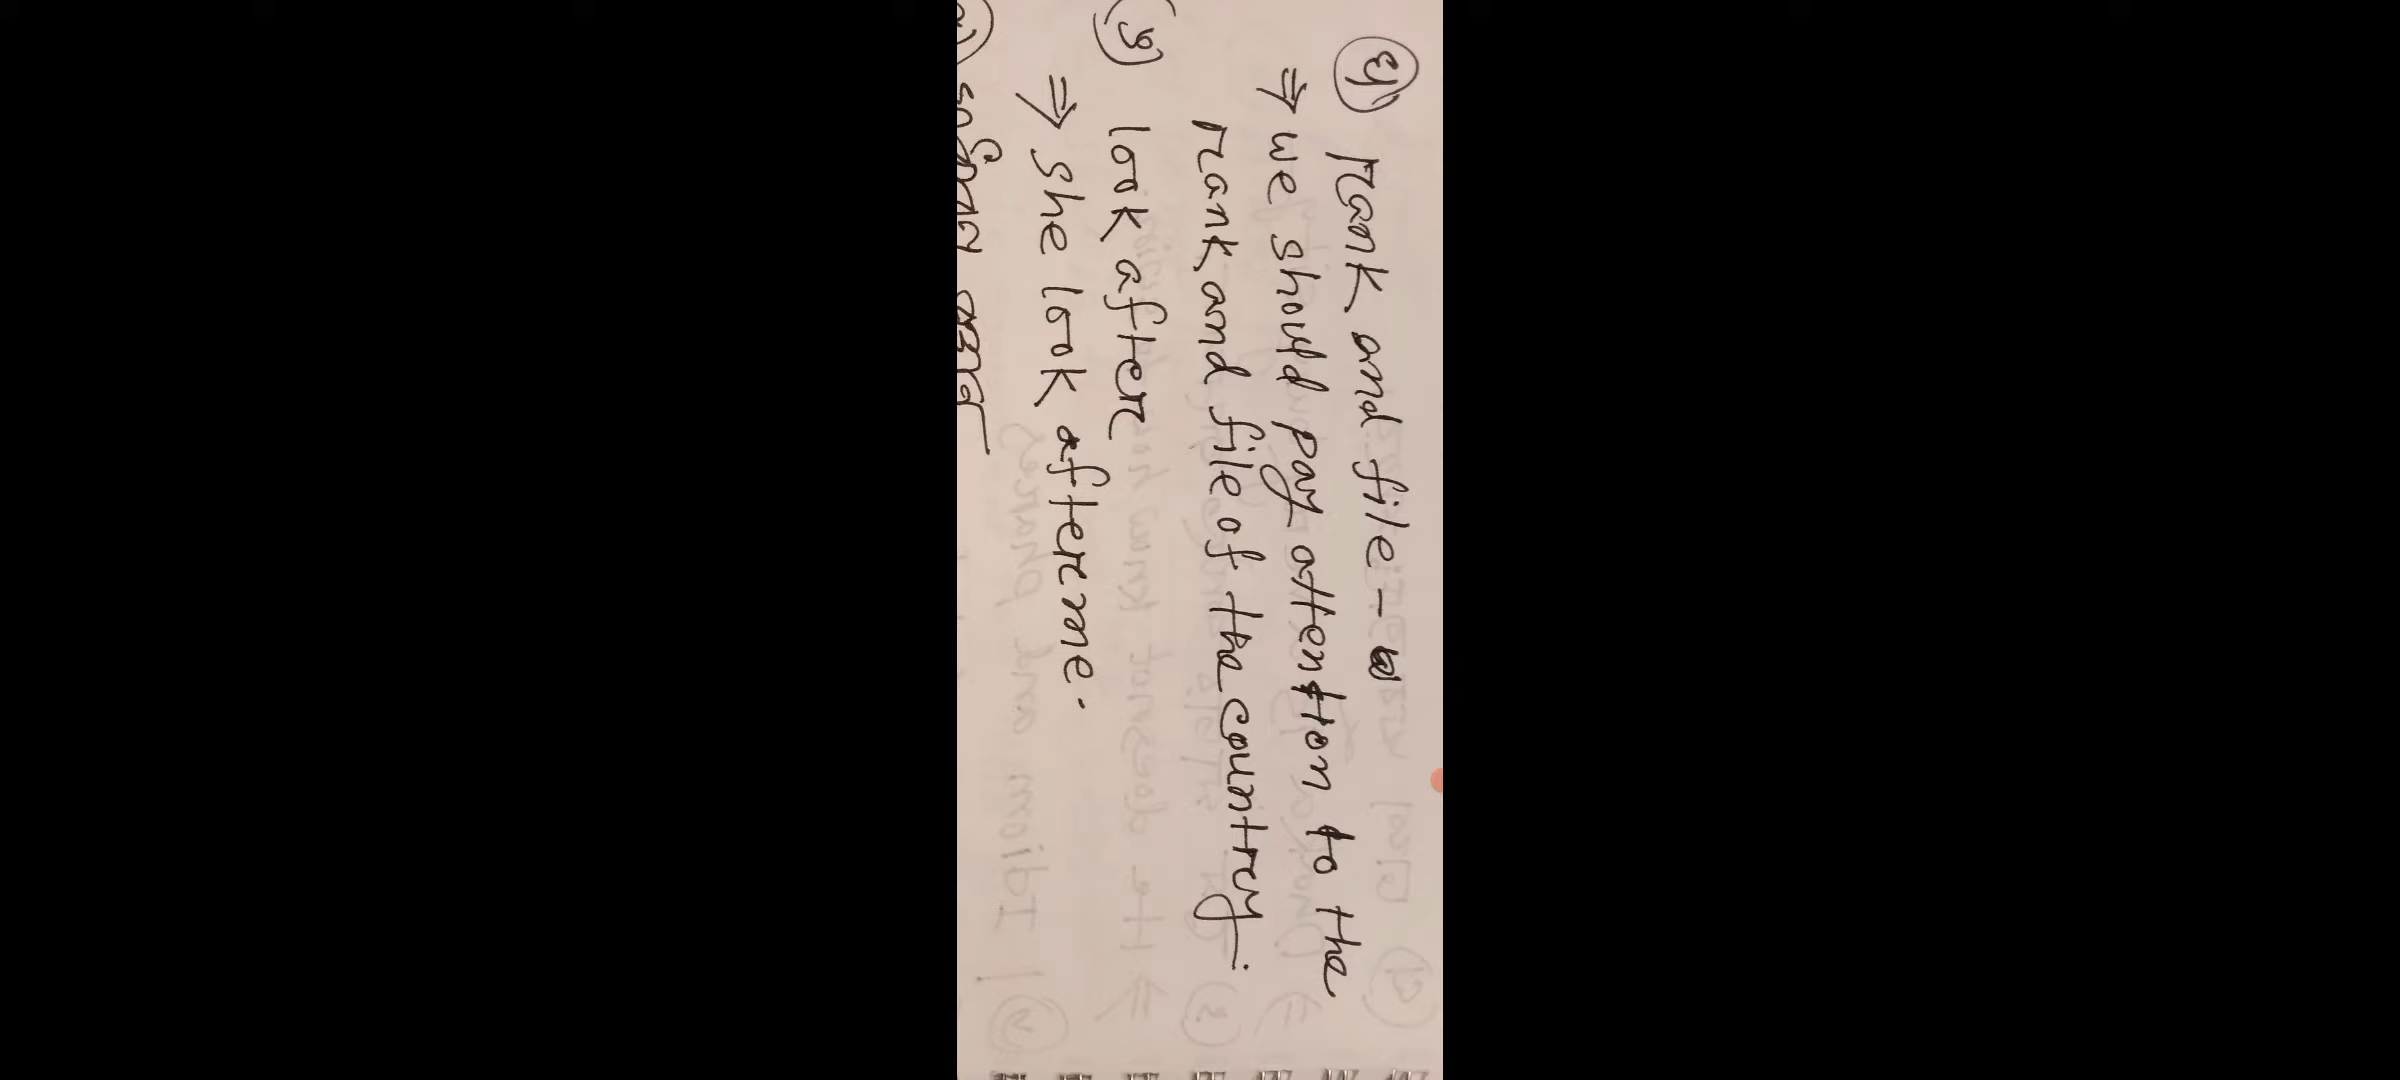 ঘ) Rank and file -
⇒ we should pay attention to the
rank and file of the country.
ঙ) look after
⇒ she look after me.